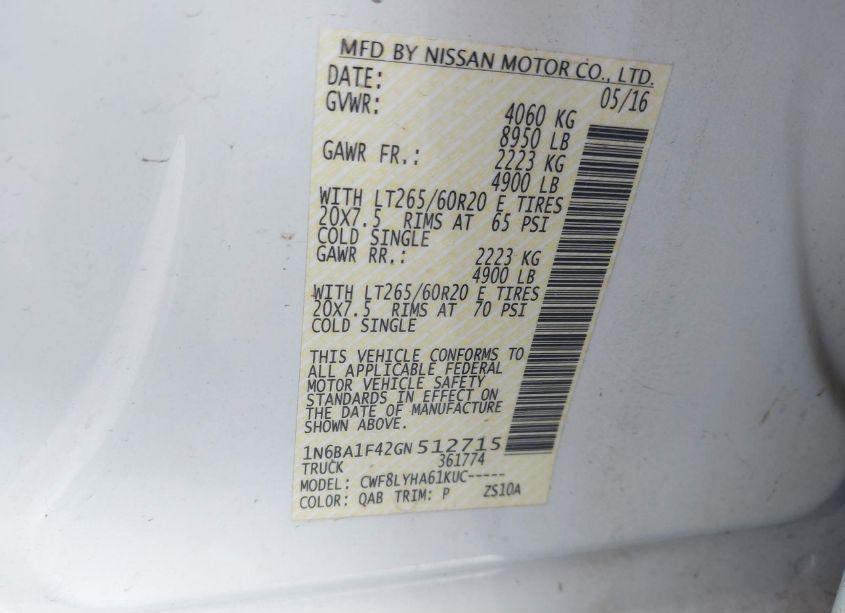 MFD BY NISSAN MOTOR CO., LTD.
DATE: 05/16
GVWR: 4060 KG
8950 LB
GAWR FR.: 2223 KG
4900 LB
WITH LT265/60R20 E TIRES
20X7.5 RIMS AT 65 PSI
COLD SINGLE
GAWR RR.: 2223 KG
4900 LB
WITH LT265/60R20 E TIRES
20X7.5 RIMS AT 70 PSI
COLD SINGLE
THIS VEHICLE CONFORMS TO
ALL APPLICABLE FEDERAL
MOTOR VEHICLE SAFETY
STANDARDS IN EFFECT ON
THE DATE OF MANUFACTURE
SHOWN ABOVE.
1N6BA1F42GN512715
TRUCK 361774
MODEL: CWF8LYHA61KUC-----
COLOR: QAB TRIM: P ZS10A